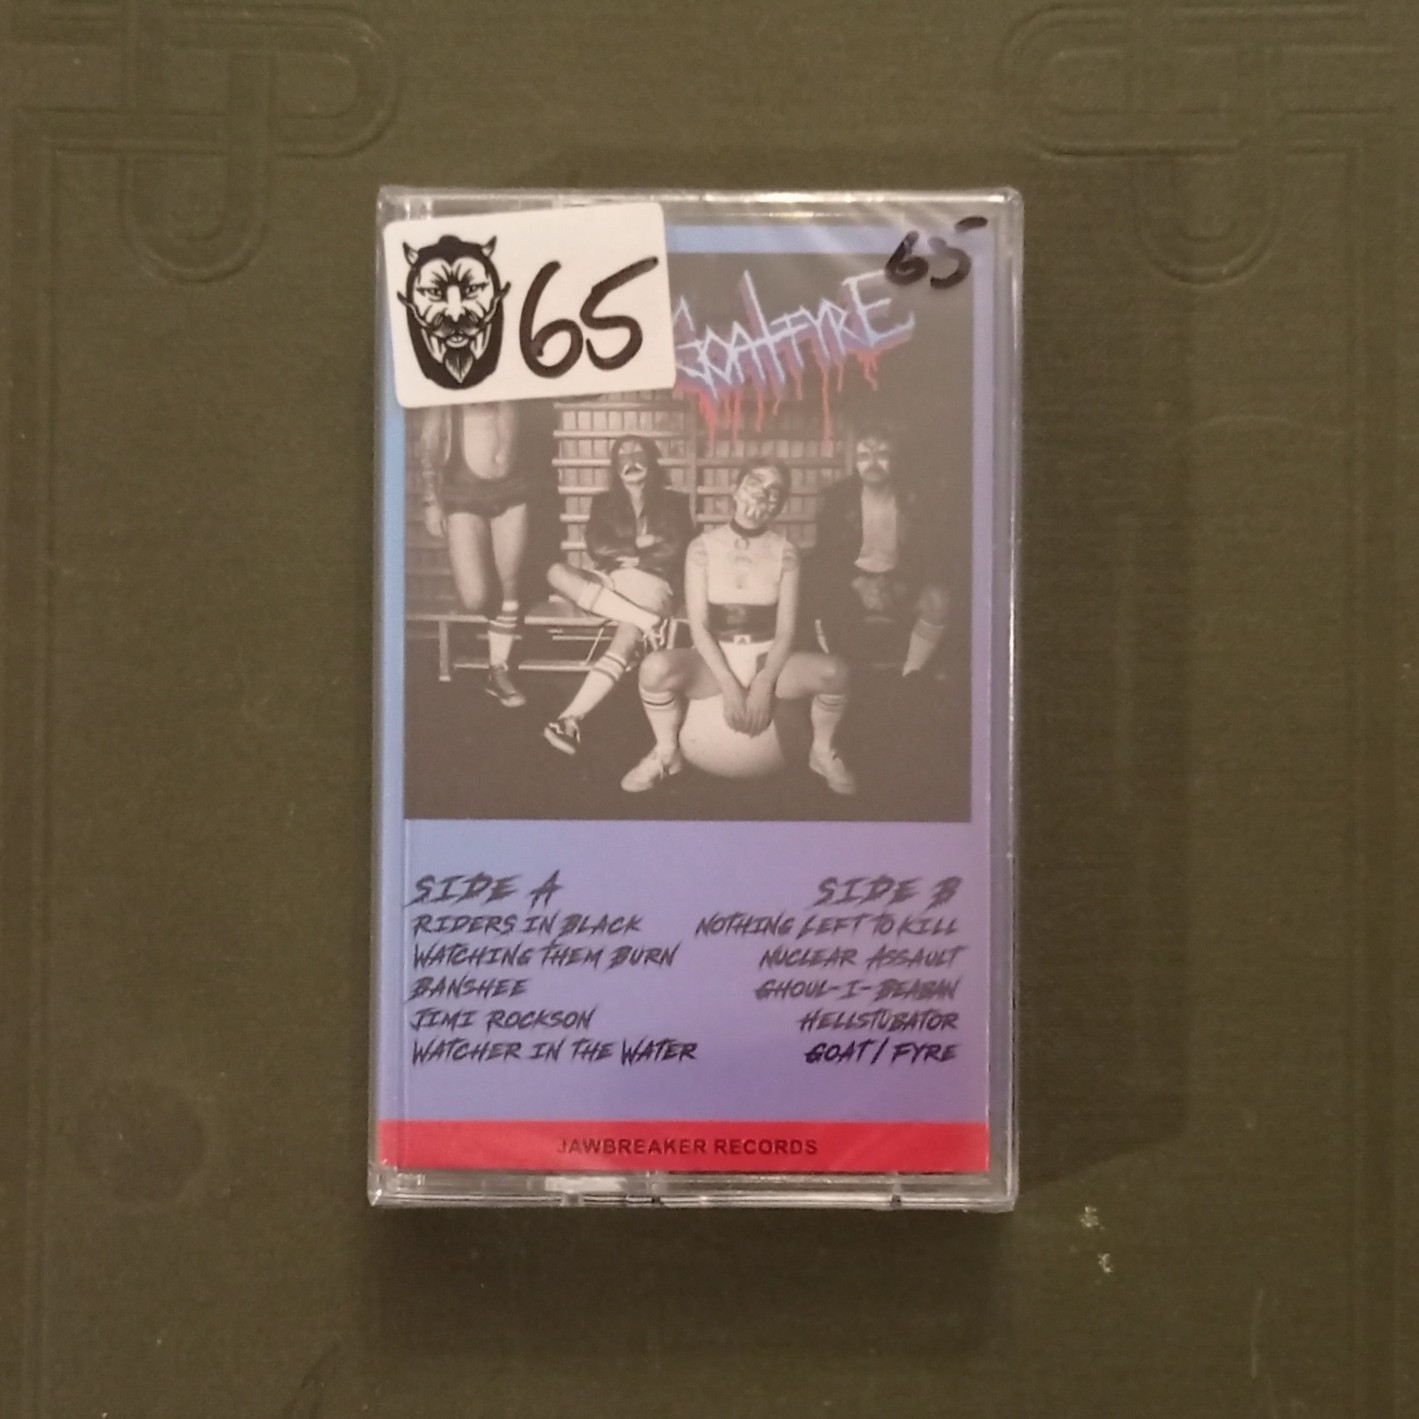 65
65
GOATFYRE
SIDE A
RIDERS IN BLACK
WATCHING THEM BURN
BANSHEE
JIMI ROCKSON
WATCHER IN THE WATER
SIDE B
NOTHING LEFT TO KILL
NUCLEAR ASSAULT
GHOUL-I-BEABAN
HELLSTUBATOR
GOAT/FYRE
JAWBREAKER RECORDS